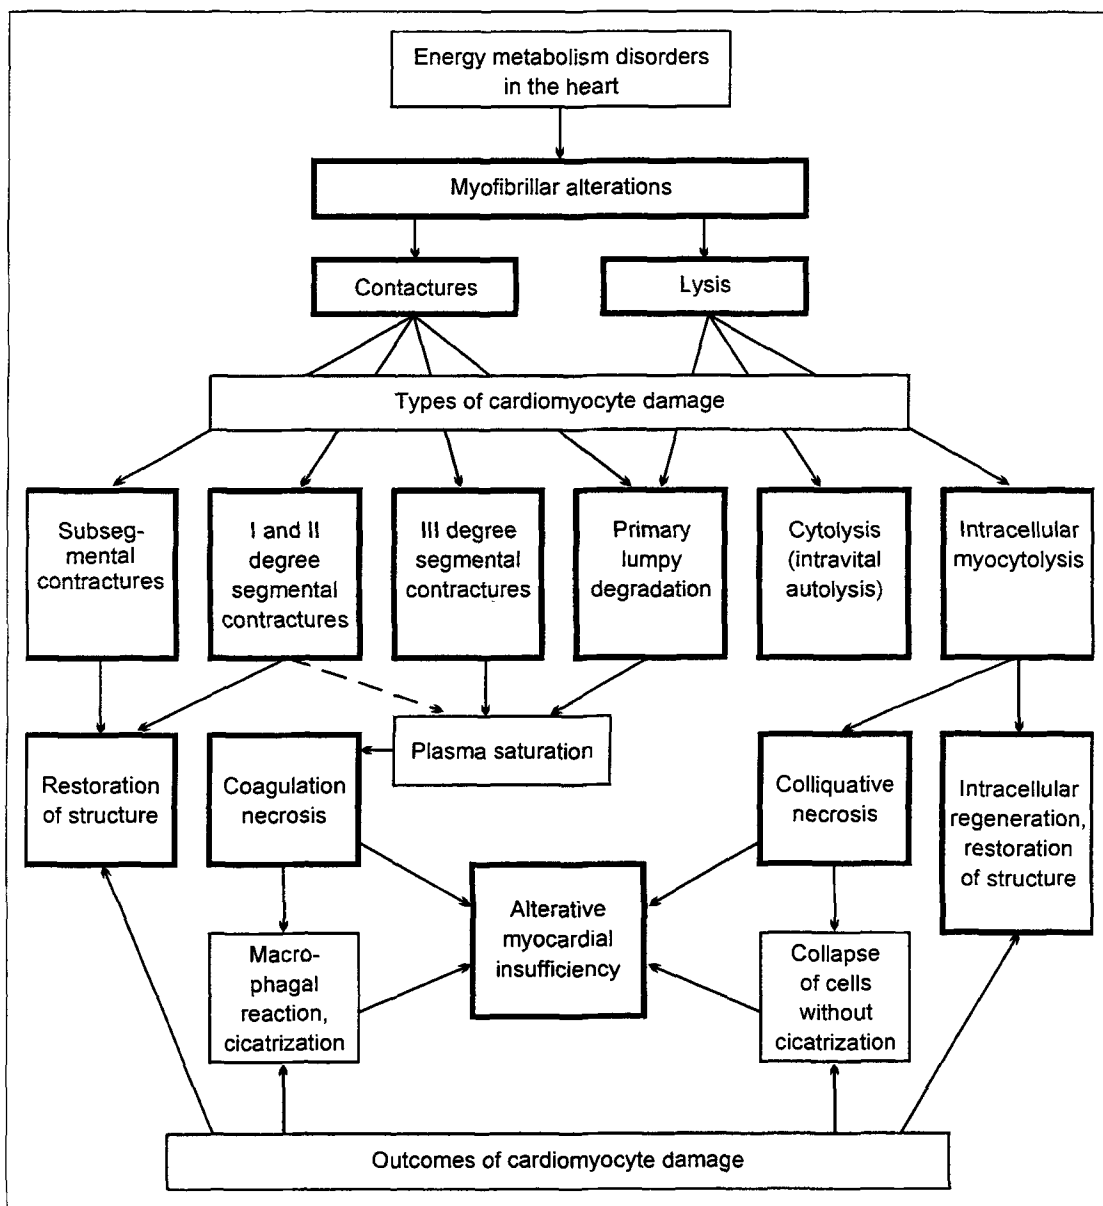 Energy metabolism disorders
in the heart
Myofibrillar alterations
Contactures
Lysis
Types of cardiomyocyte damage
Subseg-
mental
contractures
I and II
degree
segmental
contractures
III degree
segmental
contractures
Primary
lumpy
degradation
Cytolysis
(intravital
autolysis)
Intracellular
myocytolysis
Plasma saturation
Restoration
of structure
Coagulation
necrosis
Colliquative
necrosis
Intracellular
regeneration,
restoration
of structure
Alterative
myocardial
insufficiency
Macro-
phagal
reaction,
cicatrization
Collapse
of cells
without
cicatrization
Outcomes of cardiomyocyte damage